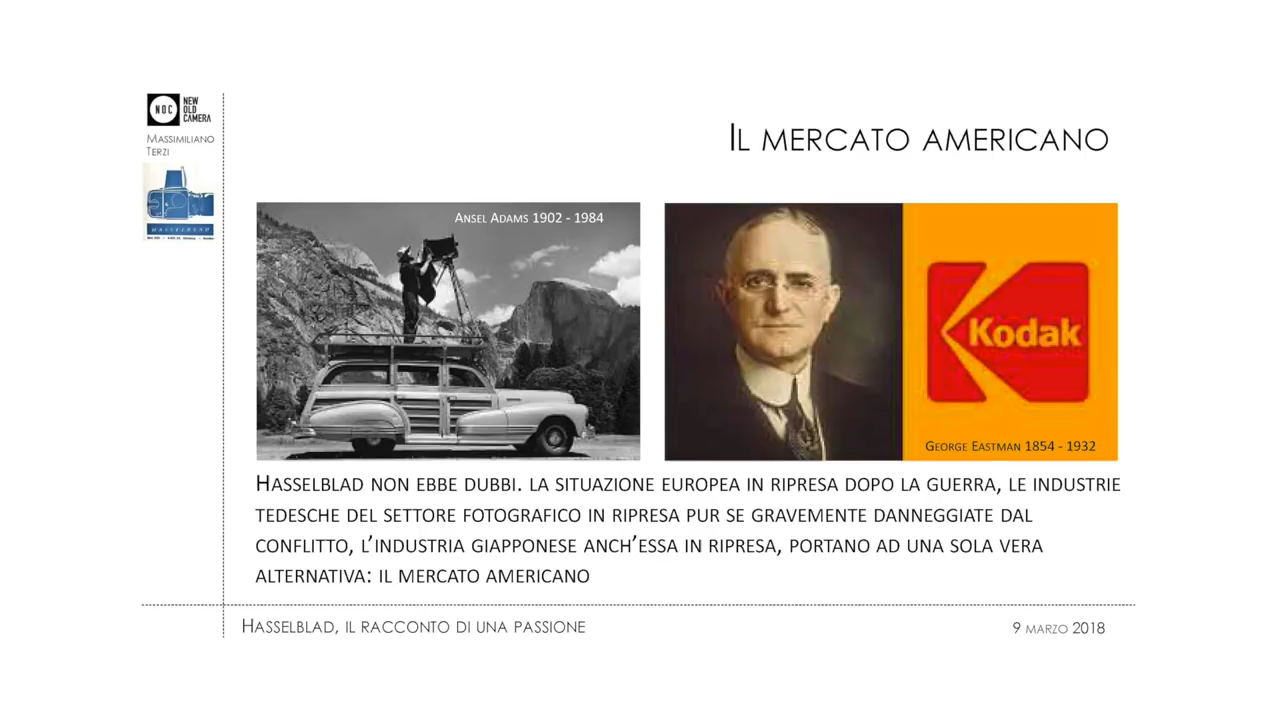 NOC NEW
OLD
CAMERA
Massimiliano
Terzi
HASSELBLAD
Il mercato americano
Ansel Adams 1902 - 1984
Kodak
George Eastman 1854 - 1932
Hasselblad non ebbe dubbi. la situazione europea in ripresa dopo la guerra, le industrie
tedesche del settore fotografico in ripresa pur se gravemente danneggiate dal
conflitto, l'industria giapponese anch'essa in ripresa, portano ad una sola vera
alternativa: il mercato americano
Hasselblad, il racconto di una passione
9 marzo 2018